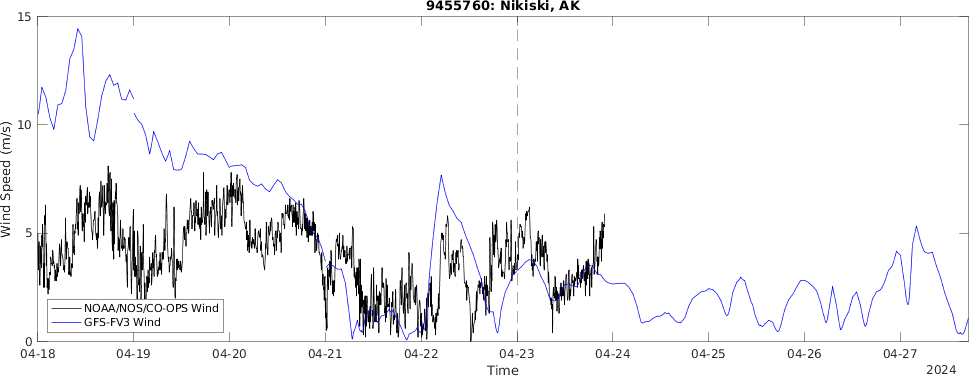 9455760: Nikiski, AK
15
10
5
0
Wind Speed (m/s)
NOAA/NOS/CO-OPS Wind
GFS-FV3 Wind
04-18 04-19 04-20 04-21 04-22 04-23 04-24 04-25 04-26 04-27
Time
2024